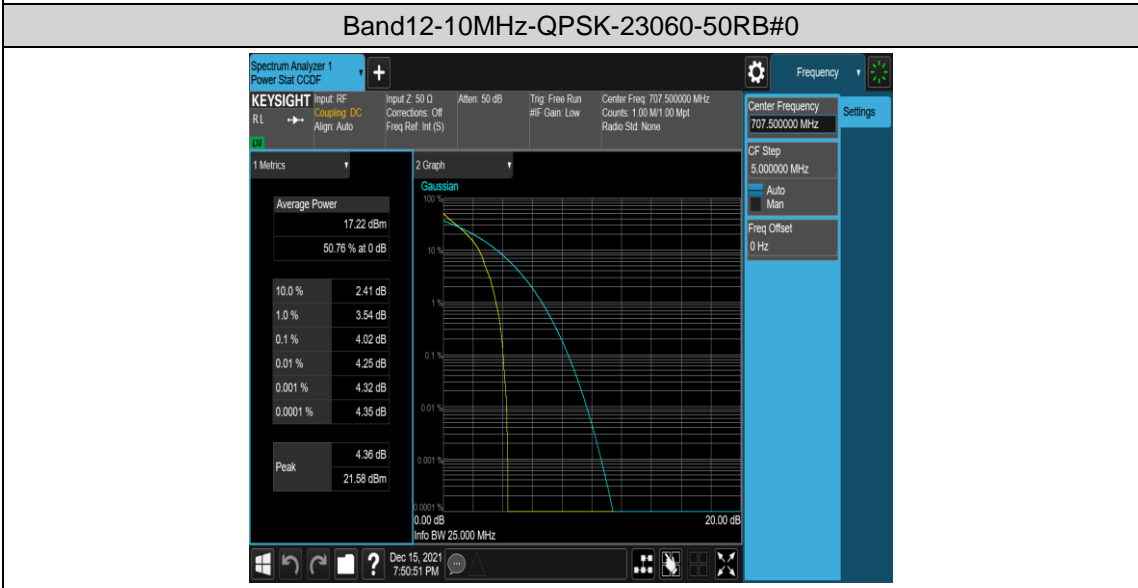 Band12-10MHz-QPSK-23060-50RB#0
Spectrum Analyzer 1
Power Stat CCDF
+
Frequency
KEYSIGHT
R L
LXI
Input: RF
Coupling: DC
Align: Auto
Input Z: 50 Ω
Corrections: Off
Freq Ref: Int (S)
Atten: 50 dB
Trig: Free Run
#IF Gain: Low
Center Freq: 707.500000 MHz
Counts: 1.00 M/1.00 Mpt
Radio Std: None
Center Frequency
707.500000 MHz
Settings
CF Step
5.000000 MHz
Auto
Man
Freq Offset
0 Hz
1 Metrics
Average Power
17.22 dBm
50.76 % at 0 dB
10.0 % 2.41 dB
1.0 % 3.54 dB
0.1 % 4.02 dB
0.01 % 4.25 dB
0.001 % 4.32 dB
0.0001 % 4.35 dB
Peak
4.36 dB
21.58 dBm
2 Graph
Gaussian
100 %
10 %
1 %
0.1 %
0.01 %
0.001 %
0.0001 %
0.00 dB 20.00 dB
Info BW 25.000 MHz
?
Dec 15, 2021
7:50:51 PM